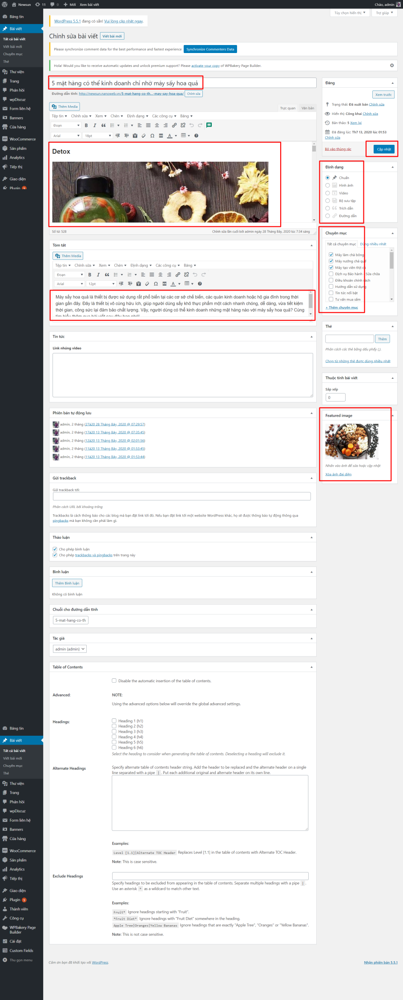 Newsun 11 0 Mới Xem bài viết
Chào, admin
Bảng tin
Bài viết
Tất cả bài viết
Viết bài mới
Chuyên mục
Thẻ
Thư viện
Trang
Phản hồi
wpDiscuz
Form liên hệ
Banners
Cửa hàng
WooCommerce
Sản phẩm
Analytics
Tiếp thị
Giao diện
Plugin 9
Tùy chọn hiển thị
Trợ giúp
WordPress 5.5.1 đang có sẵn! Vui lòng cập nhật ngay.
Chỉnh sửa bài viết Viết bài mới
Please synchronize comment data for the best performance and fastest experience Synchronize Commenters Data
Hola! Would you like to receive automatic updates and unlock premium support? Please activate your copy of WPBakery Page Builder.
5 mặt hàng có thể kinh doanh chỉ nhờ máy sấy hoa quả
Đường dẫn tĩnh: http://newsun.nanoweb.vn/5-mat-hang-co-th...-may-say-hoa-qua/ Chỉnh sửa
Thêm Media
Trực quan Văn bản
Tệp tin Chỉnh sửa Xem Chèn Định dạng Các công cụ Bảng
Đoạn B I
Arial 18pt Ω A
Detox
Số từ: 528
Chỉnh sửa lần cuối bởi admin ngày 28 Tháng Bảy, 2020 lúc 7:34 sáng
Tóm tắt
Thêm Media
Tệp tin Chỉnh sửa Xem Chèn Định dạng Các công cụ Bảng
Đoạn B I
Arial 12pt Ω A
Máy sấy hoa quả là thiết bị được sử dụng rất phổ biến tại các cơ sở chế biến, các quán kinh doanh hoặc hộ gia đình trong thời
gian gần đây. Đây là thiết bị vô cùng hữu ích, giúp người dùng sấy khô thực phẩm một cách nhanh chóng, dễ dàng, vừa tiết kiệm
thời gian, công sức lại đảm bảo chất lượng. Vậy, người dùng có thể kinh doanh những mặt hàng nào với máy sấy hoa quả? Cùng
tìm hiểu thêm qua bài viết sau đây bạn nhé!
Tin tức
Link nhúng video
Phiên bản tự động lưu
admin, 2 tháng (27à20 28 Tháng Bảy, 2020 @ 07:29:57)
admin, 2 tháng (17à20 13 Tháng Bảy, 2020 @ 07:35:45)
admin, 2 tháng (12à20 13 Tháng Bảy, 2020 @ 02:01:56)
admin, 2 tháng (11à20 13 Tháng Bảy, 2020 @ 01:53:45)
admin, 2 tháng (11à20 13 Tháng Bảy, 2020 @ 01:53:44)
Gửi trackback
Gửi trackback tới:
Phân cách URL bởi khoảng trống
Trackbacks là cách thông báo cho các blog mà bạn đặt link tới đó. Nếu bạn đặt link tới một website WordPress khác, họ sẽ được thông báo tự động thông qua
pingbacks mà bạn không cần phải làm gì.
Thảo luận
Cho phép bình luận
Cho phép trackbacks và pingbacks trên trang này
Bình luận
Thêm Bình luận
Không có bình luận
Chuỗi cho đường dẫn tĩnh
5-mat-hang-co-th
Tác giả
admin (admin)
Table of Contents
Disable the automatic insertion of the table of contents.
Advanced:
NOTE:
Using the advanced options below will override the global advanced settings.
Headings:
Heading 1 (h1)
Heading 2 (h2)
Heading 3 (h3)
Heading 4 (h4)
Heading 5 (h5)
Heading 6 (h6)
Select the heading to consider when generating the table of contents. Deselecting a heading will exclude it.
Alternate Headings
Specify alternate table of contents header string. Add the header to be replaced and the alternate header on a single
line separated with a pipe |. Put each additional original and alternate header on its own line.
Examples:
Level [1.1]|Alternate TOC Header Replaces Level [1.1] in the table of contents with Alternate TOC Header.
Note: This is case sensitive.
Exclude Headings
Specify headings to be excluded from appearing in the table of contents. Separate multiple headings with a pipe |.
Use an asterisk * as a wildcard to match other text.
Examples:
Fruit* Ignore headings starting with "Fruit".
*Fruit Diet* Ignore headings with "Fruit Diet" somewhere in the heading.
Apple Tree|Oranges|Yellow Bananas Ignore headings that are exactly "Apple Tree", "Oranges" or "Yellow Bananas".
Note: This is not case sensitive.
Đăng
Xem trước
Trạng thái: Đã xuất bản Chỉnh sửa
Hiển thị: Công khai Chỉnh sửa
Bản thảo: 5 Xem lại
Đã đăng lúc: Th7 13, 2020 lúc 01:53
Chỉnh sửa
Bỏ vào thùng rác
Cập nhật
Định dạng
Chuẩn
Hình ảnh
Video
Bộ sưu tập
Trích dẫn
Đường dẫn
Chuyên mục
Tất cả chuyên mục Dùng nhiều nhất
Máy làm chả bông
Máy nướng chả quế
Máy tạo viên thịt cá
Dịch vụ Bảo hành - Sửa chữa
Điều khoản chính sách
Hướng dẫn sử dụng
Tin tức nổi bật
Tư vấn mua sắm
+ Thêm chuyên mục
Thẻ
Thêm
Phân cách các thẻ bằng dấu phẩy (,).
Chọn từ những thẻ được dùng nhiều nhất
Thuộc tính bài viết
Sắp xếp
0
Featured image
Nhấn vào ảnh để sửa hoặc cập nhật
Xóa ảnh đại diện
Bảng tin
Bài viết
Tất cả bài viết
Viết bài mới
Chuyên mục
Thẻ
Thư viện
Trang
Phản hồi
wpDiscuz
Form liên hệ
Banners
Cửa hàng
WooCommerce
Sản phẩm
Analytics
Tiếp thị
Giao diện
Plugin 9
Thành viên
Công cụ
WPBakery Page
Builder
Cài đặt
Custom Fields
Thu gọn menu
Cảm ơn bạn đã khởi tạo với WordPress.
Nhận phiên bản 5.5.1